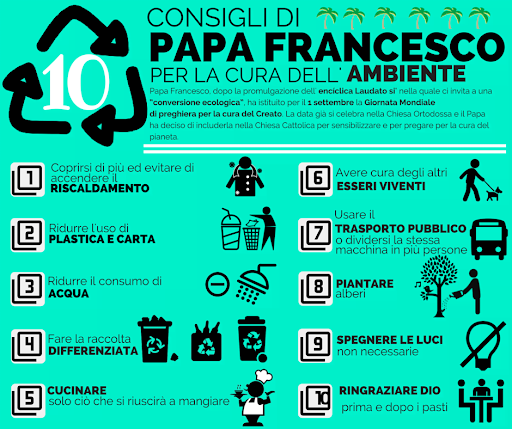 10
CONSIGLI DI
PAPA FRANCESCO
PER LA CURA DELL' AMBIENTE
Papa Francesco, dopo la promulgazione dell' enciclica Laudato si' nella quale ci invita a una
"conversione ecologica", ha istituito per il 1 settembre la Giornata Mondiale
di preghiera per la cura del Creato. La data già si celebra nella Chiesa Ortodossa e il Papa
ha deciso di includerla nella Chiesa Cattolica per sensibilizzare e per pregare per la cura del
pianeta.
1
Coprirsi di più ed evitare di
accendere il
RISCALDAMENTO
2
Ridurre l'uso di
PLASTICA E CARTA
3
Ridurre il consumo di
ACQUA
4
Fare la raccolta
DIFFERENZIATA
5
CUCINARE
solo ciò che si riuscirà a mangiare
6
Avere cura degli altri
ESSERI VIVENTI
7
Usare il
TRASPORTO PUBBLICO
o dividersi la stessa
macchina in più persone
8
PIANTARE
alberi
9
SPEGNERE LE LUCI
non necessarie
10
RINGRAZIARE DIO
prima e dopo i pasti